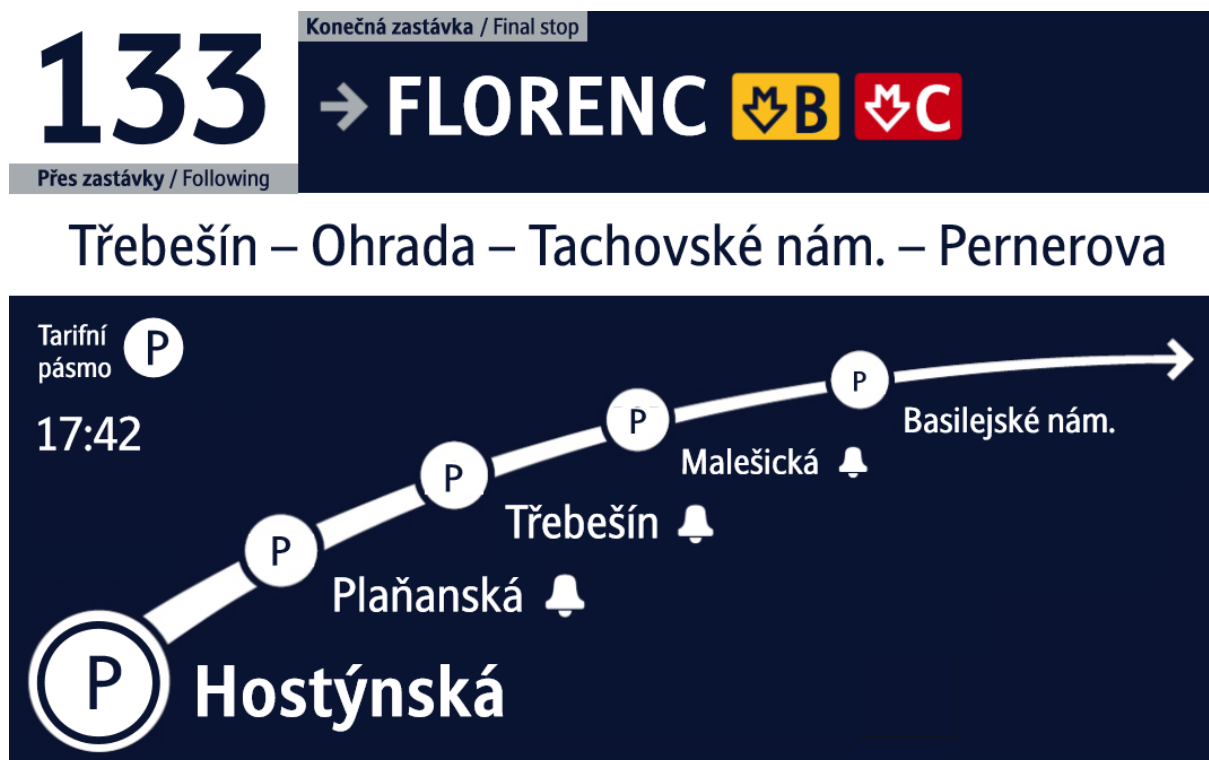 133
Konečná zastávka / Final stop
→ FLORENC B C
Přes zastávky / Following
Třebešín – Ohrada – Tachovské nám. – Pernerova
Tarifní
pásmo P
17:42
P Basilejské nám.
P Malešická
P Třebešín
P Plaňanská
P Hostýnská